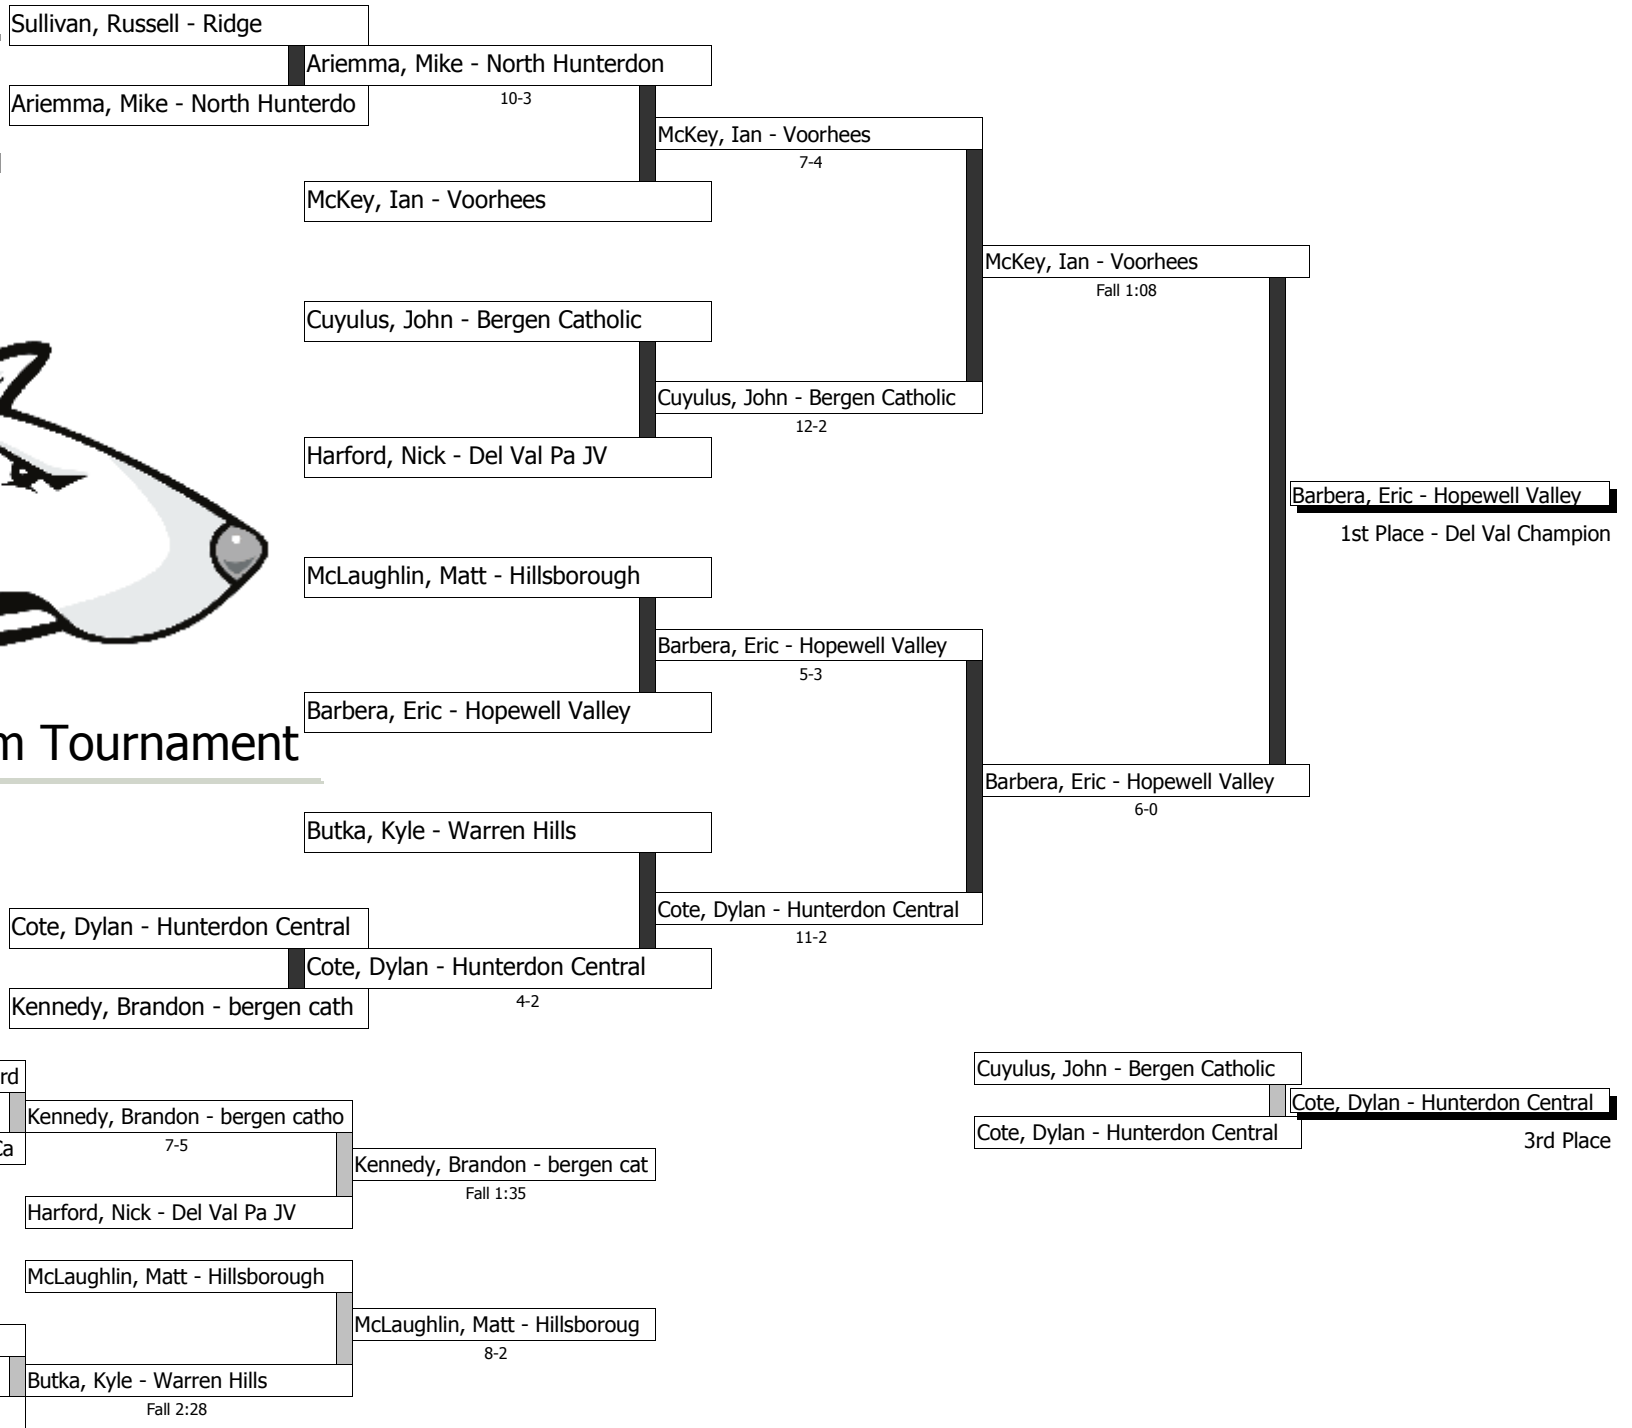 Sullivan, Russell - Ridge
Ariemma, Mike - North Hunterdon
Ariemma, Mike - North Hunterdo
10-3
McKey, Ian - Voorhees
7-4
McKey, Ian - Voorhees
McKey, Ian - Voorhees
Fall 1:08
Cuyulus, John - Bergen Catholic
Cuyulus, John - Bergen Catholic
12-2
Harford, Nick - Del Val Pa JV
Barbera, Eric - Hopewell Valley
1st Place - Del Val Champion
McLaughlin, Matt - Hillsborough
Barbera, Eric - Hopewell Valley
5-3
Barbera, Eric - Hopewell Valley
m Tournament
Barbera, Eric - Hopewell Valley
6-0
Butka, Kyle - Warren Hills
Cote, Dylan - Hunterdon Central
11-2
Cote, Dylan - Hunterdon Central
Cote, Dylan - Hunterdon Central
4-2
Kennedy, Brandon - bergen cath
Cuyulus, John - Bergen Catholic
Cote, Dylan - Hunterdon Central
3rd Place
Cote, Dylan - Hunterdon Central
rd
Kennedy, Brandon - bergen catho
7-5
Ca
Kennedy, Brandon - bergen cat
Fall 1:35
Harford, Nick - Del Val Pa JV
McLaughlin, Matt - Hillsborough
McLaughlin, Matt - Hillsboroug
8-2
Butka, Kyle - Warren Hills
Fall 2:28